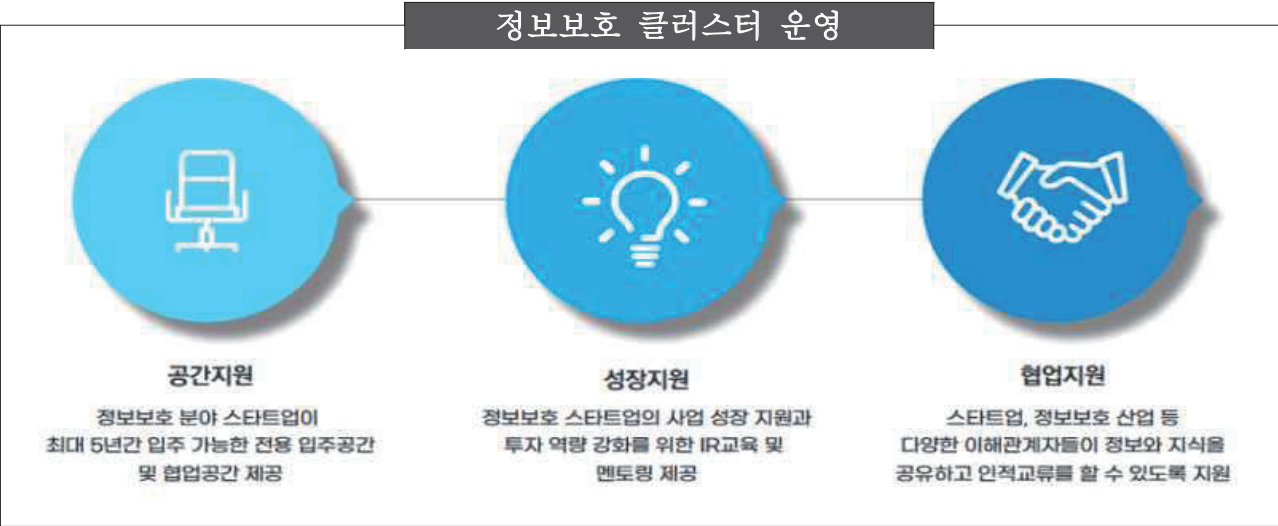 정보보호 클러스터 운영
공간지원
정보보호 분야 스타트업이
최대 5년간 입주 가능한 전용 입주공간
및 협업공간 제공
성장지원
정보보호 스타트업의 사업 성장 지원과
투자 역량 강화를 위한 IR교육 및
멘토링 제공
협업지원
스타트업, 정보보호 산업 등
다양한 이해관계자들이 정보와 지식을
공유하고 인적교류를 할 수 있도록 지원